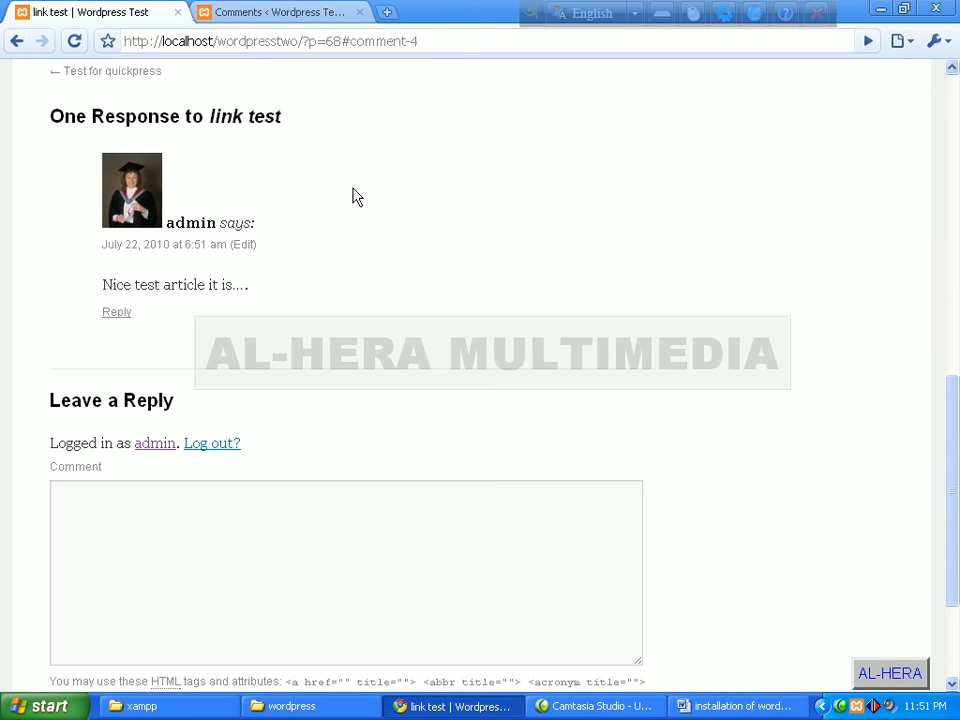 link test | Wordpress Test
Comments < Wordpress Te...
English
http://localhost/wordpresstwo/?p=68#comment-4
← Test for quickpress
One Response to link test
admin says:
July 22, 2010 at 6:51 am (Edit)
Nice test article it is….
Reply
AL-HERA MULTIMEDIA
Leave a Reply
Logged in as admin. Log out?
Comment
AL-HERA
You may use these HTML tags and attributes: <a href="" title=""> <abbr title=""> <acronym title="">
start
xampp
wordpress
link test | Wordpres...
Camtasia Studio - U...
installation of word...
11:51 PM